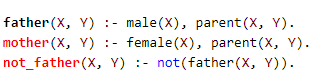 father(X, Y) :- male(X), parent(X, Y).
mother(X, Y) :- female(X), parent(X, Y).
not_father(X, Y) :- not(father(X, Y)).